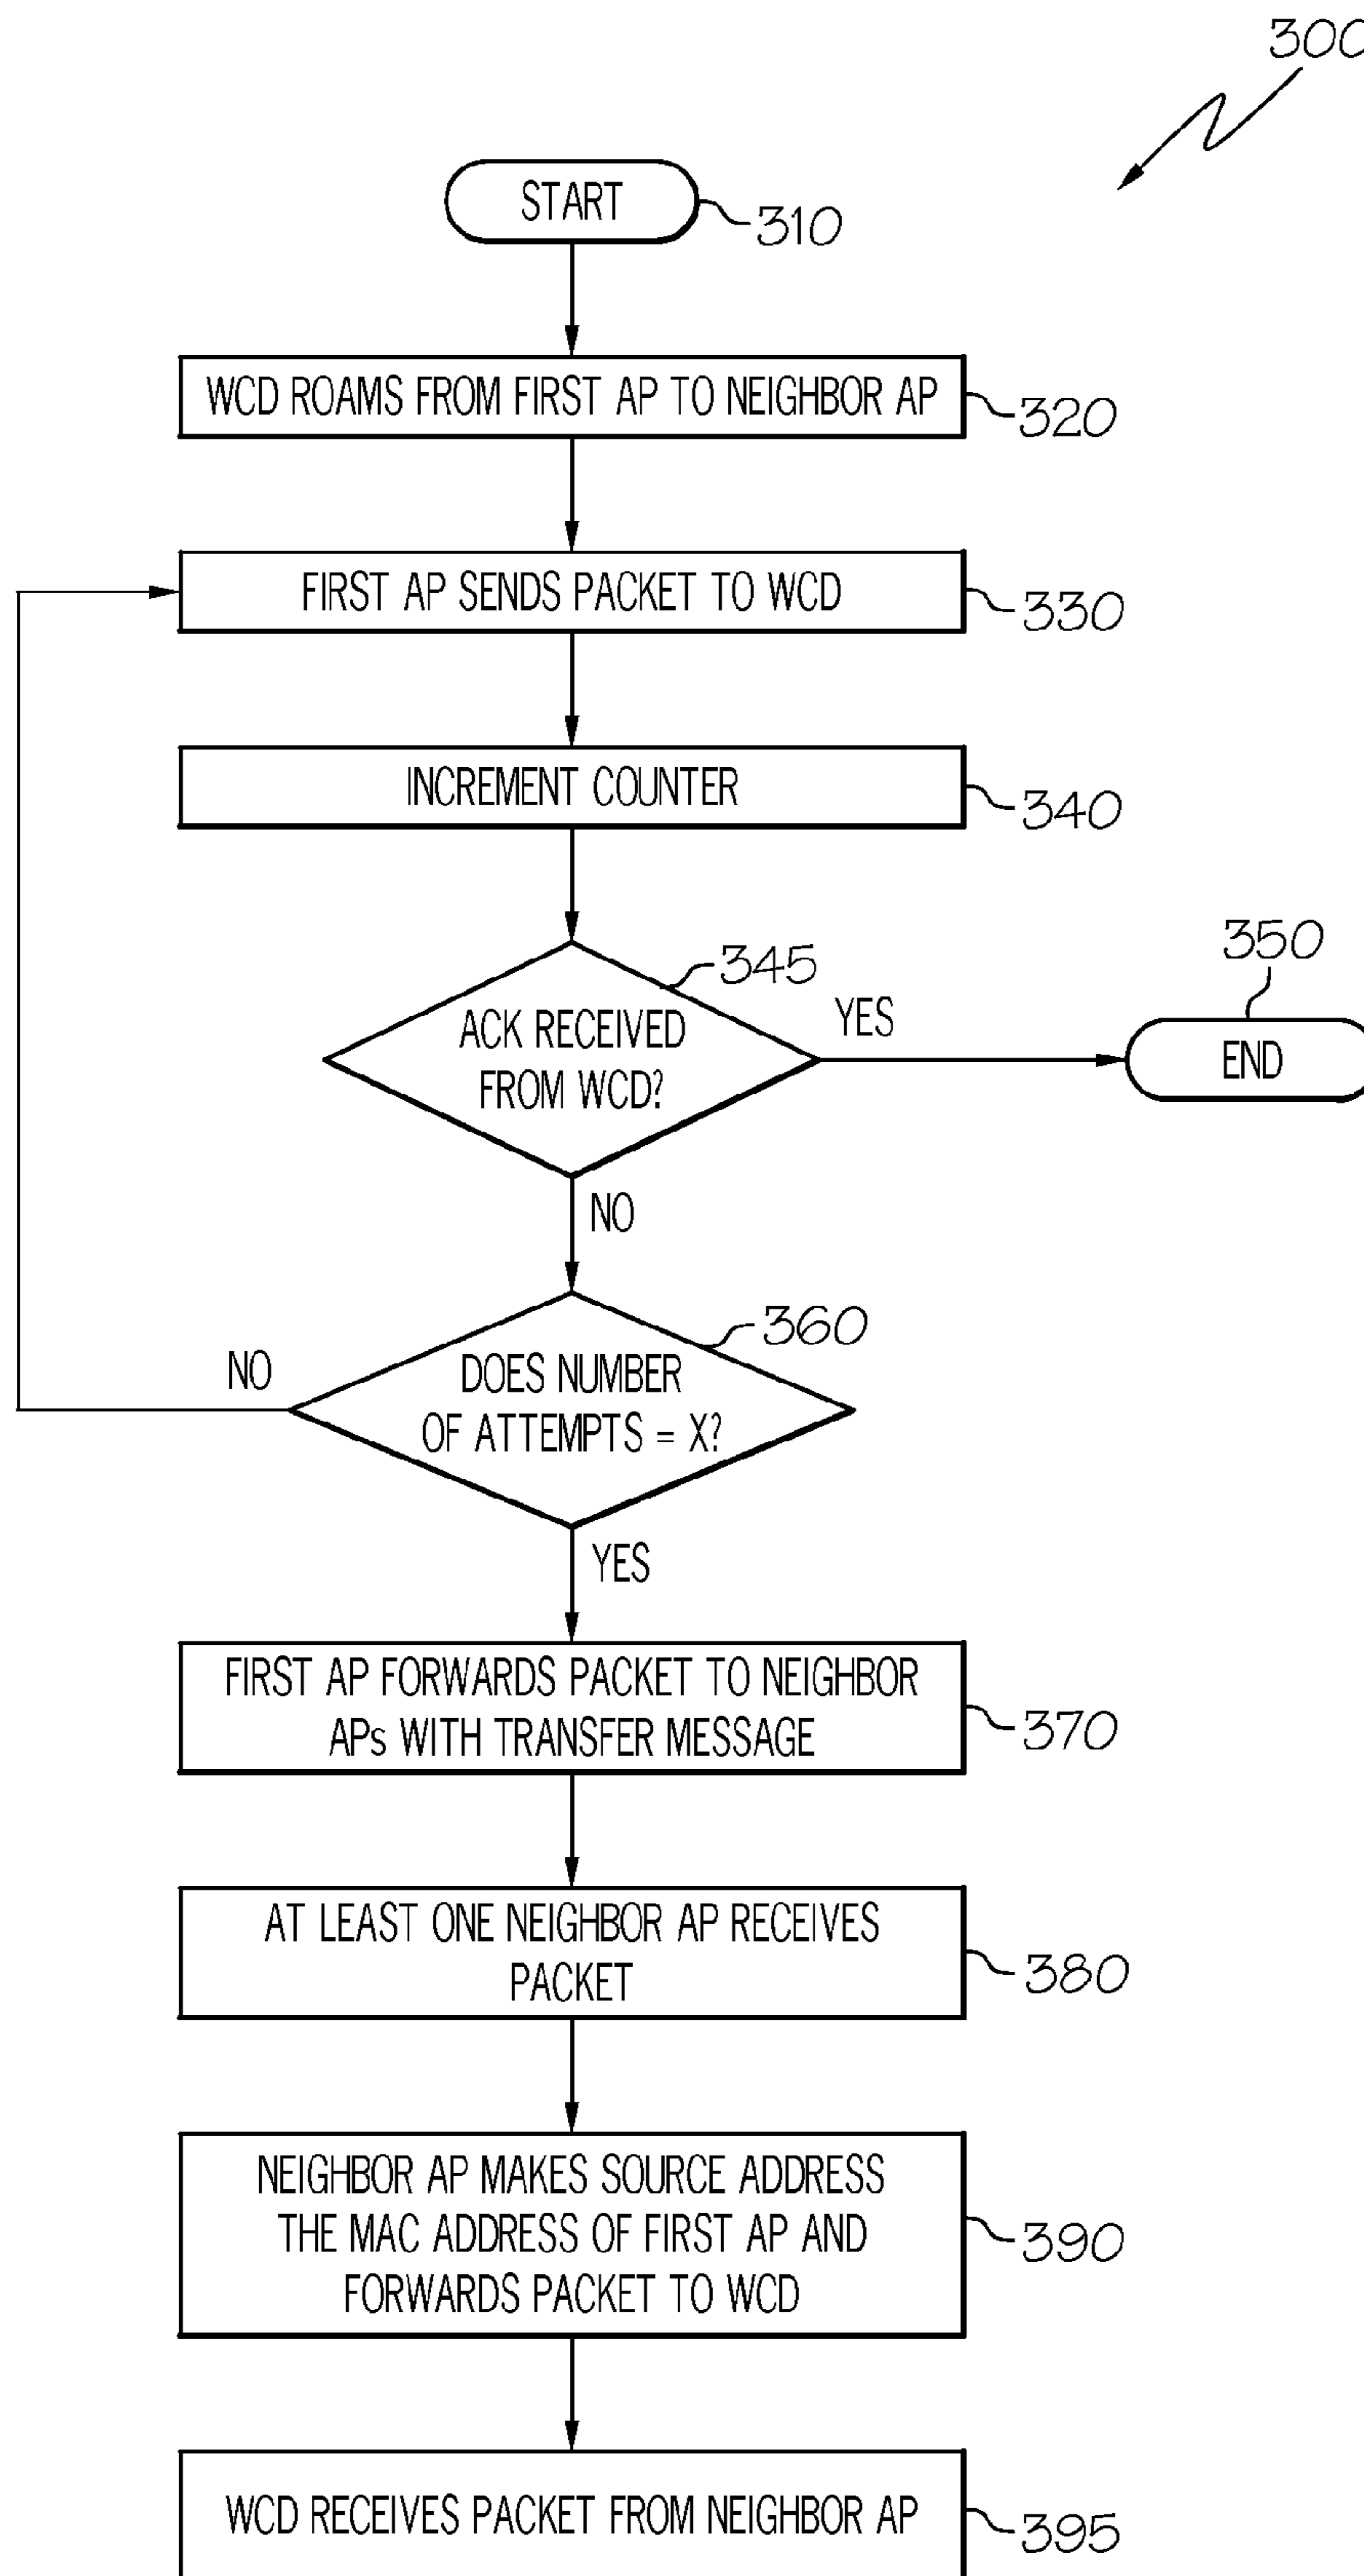 300
START
310
WCD ROAMS FROM FIRST AP TO NEIGHBOR AP
320
FIRST AP SENDS PACKET TO WCD
330
INCREMENT COUNTER
340
345
ACK RECEIVED
FROM WCD?
YES
350
END
NO
360
DOES NUMBER
OF ATTEMPTS = X?
NO
YES
FIRST AP FORWARDS PACKET TO NEIGHBOR
APs WITH TRANSFER MESSAGE
370
AT LEAST ONE NEIGHBOR AP RECEIVES
PACKET
380
NEIGHBOR AP MAKES SOURCE ADDRESS
THE MAC ADDRESS OF FIRST AP AND
FORWARDS PACKET TO WCD
390
WCD RECEIVES PACKET FROM NEIGHBOR AP
395